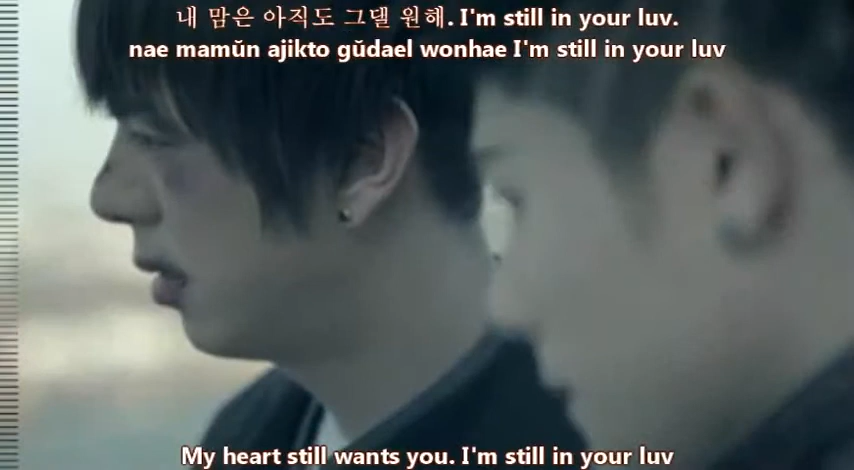 내 맘은 아직도 그댈 원헤. I'm still in your luv.
nae mamŭn ajikto gŭdael wonhae I'm still in your luv
My heart still wants you. I'm still in your luv